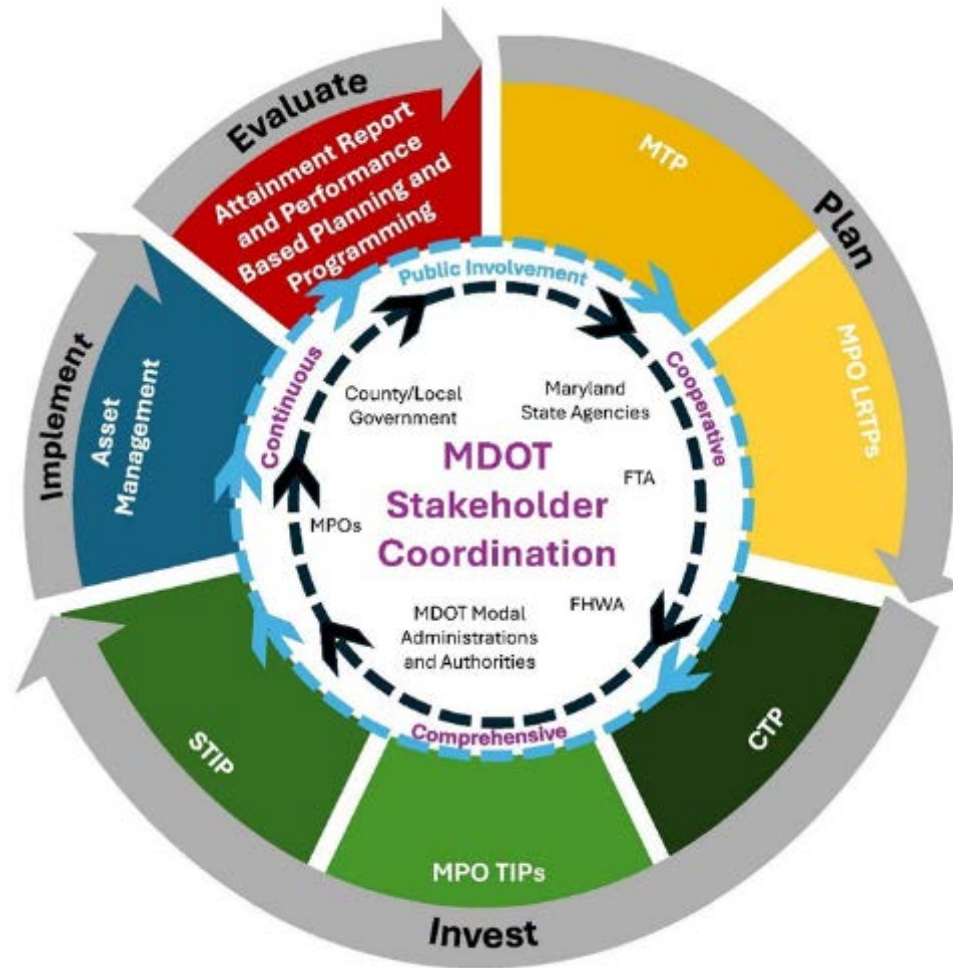 Evaluate
Attainment Report
and Performance
Based Planning and
Programming
MTP
Plan
MPO LRTPs
Implement
Asset
Management
Public Involvement
Continuous
Cooperative
County/Local
Government
Maryland
State Agencies
MDOT
Stakeholder
Coordination
FTA
MPOs
FHWA
MDOT Modal
Administrations
and Authorities
Comprehensive
STIP
CTP
MPO TIPs
Invest